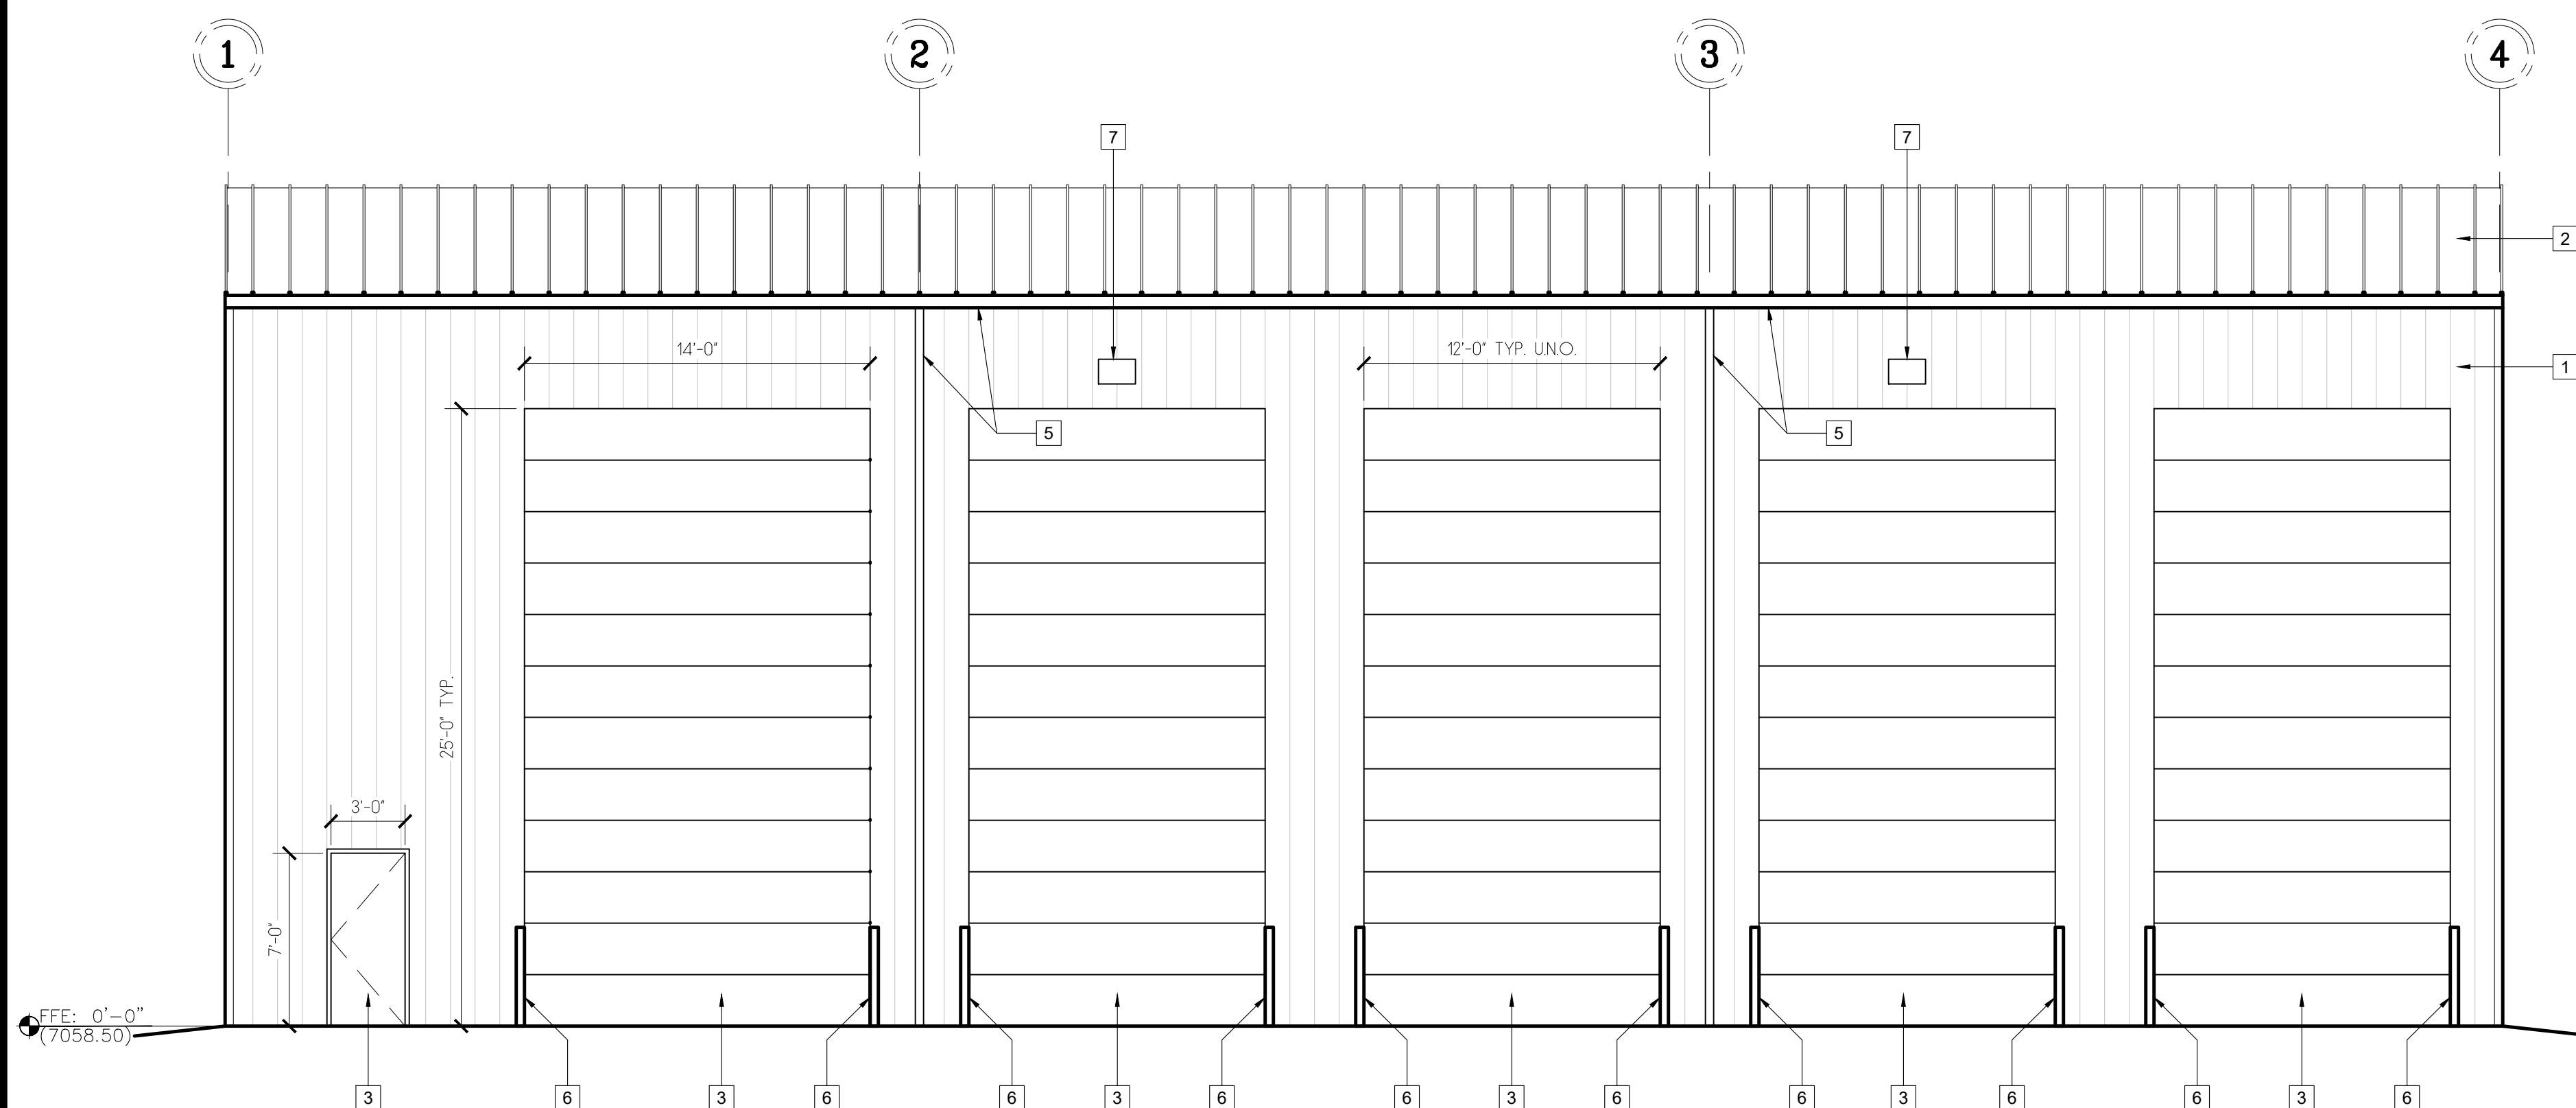 1 2 3 4
7 7
2
14'-0" 12'-0" TYP. U.N.O.
1
5 5
25'-0" TYP.
3'-0"
7'-0"
FFE: 0'-0"
(7058.50)
3 6 3 6 6 3 6 6 3 6 6 3 6 6 3 6